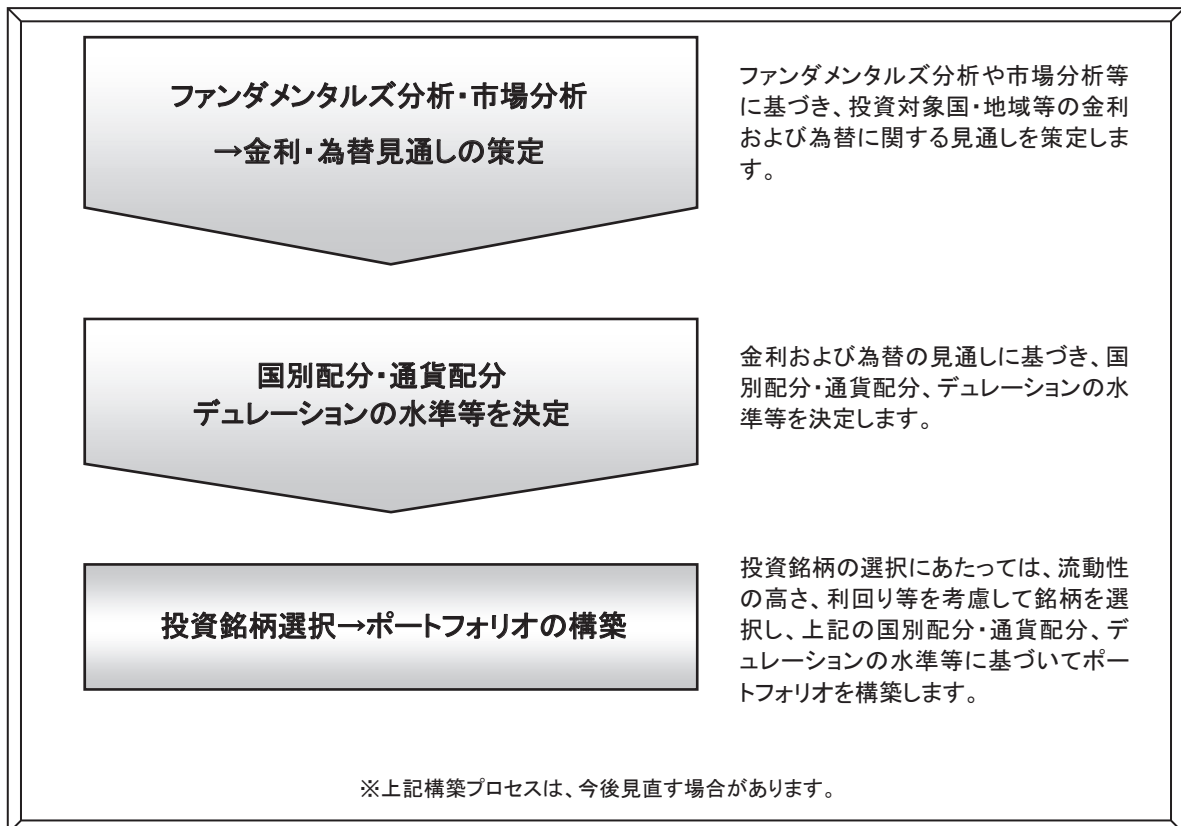 ファンダメンタルズ分析・市場分析
→金利・為替見通しの策定
ファンダメンタルズ分析や市場分析等
に基づき、投資対象国・地域等の金利
および為替に関する見通しを策定しま
す。
国別配分・通貨配分
デュレーションの水準等を決定
金利および為替の見通しに基づき、国
別配分・通貨配分、デュレーションの水
準等を決定します。
投資銘柄選択→ポートフォリオの構築
投資銘柄の選択にあたっては、流動性
の高さ、利回り等を考慮して銘柄を選
択し、上記の国別配分・通貨配分、デ
ュレーションの水準等に基づいてポー
トフォリオを構築します。
※上記構築プロセスは、今後見直す場合があります。